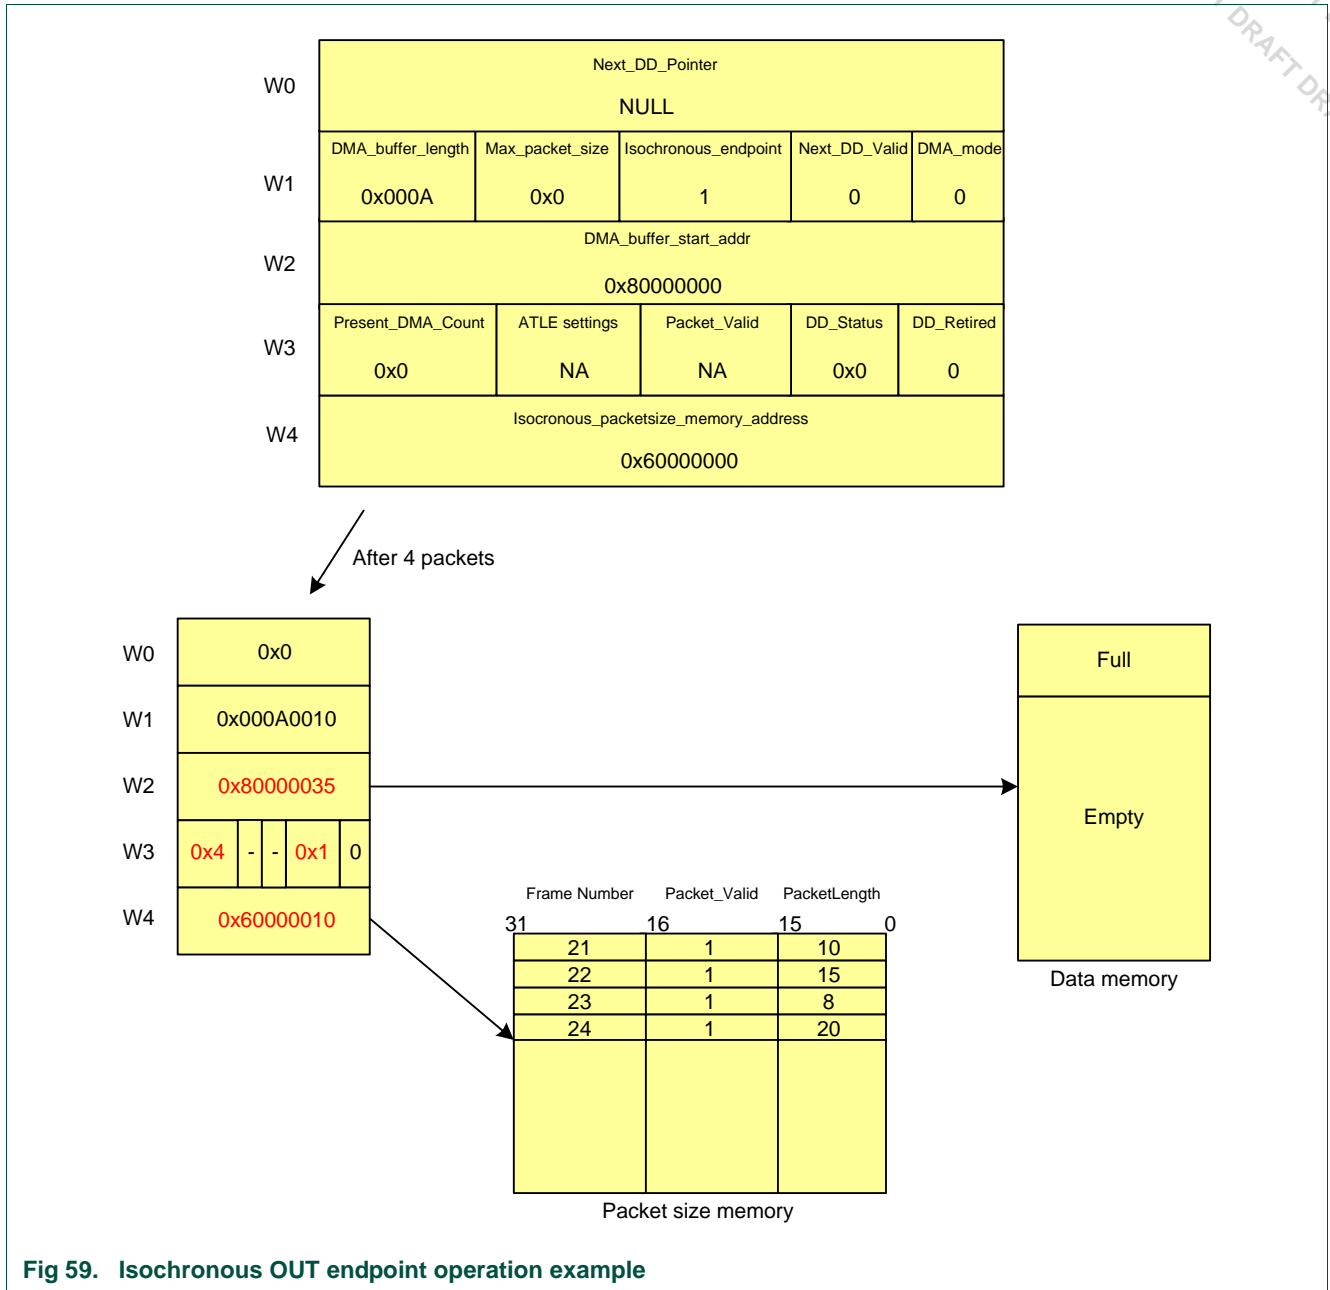 DRAFT
W0
Next_DD_Pointer
NULL
W1
DMA_buffer_length Max_packet_size Isochronous_endpoint Next_DD_Valid DMA_mode
0x000A 0x0 1 0 0
W2
DMA_buffer_start_addr
0x80000000
W3
Present_DMA_Count ATLE settings Packet_Valid DD_Status DD_Retired
0x0 NA NA 0x0 0
W4
Isocronous_packetsize_memory_address
0x60000000
After 4 packets
W0 0x0
W1 0x000A0010
W2 0x80000035
W3 0x4 - - 0x1 0
W4 0x60000010
Full
Empty
Data memory
Frame Number Packet_Valid PacketLength
31 16 15 0
21 1 10
22 1 15
23 1 8
24 1 20
Packet size memory
Fig 59. Isochronous OUT endpoint operation example